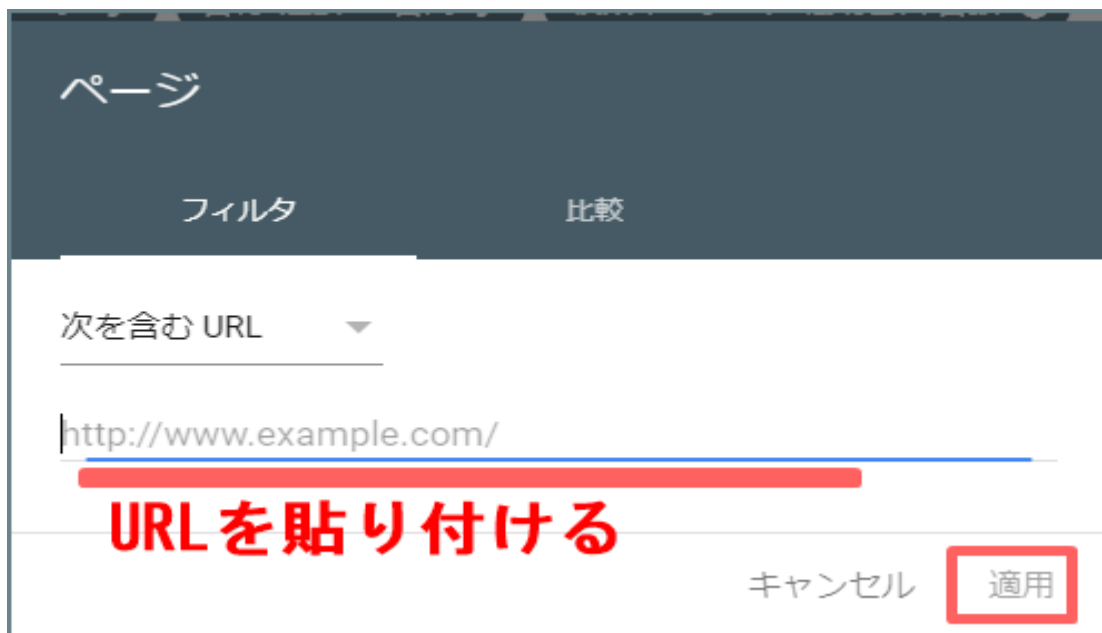 ページ
フィルタ 比較
次を含む URL
http://www.example.com/
URLを貼り付ける
キャンセル 適用